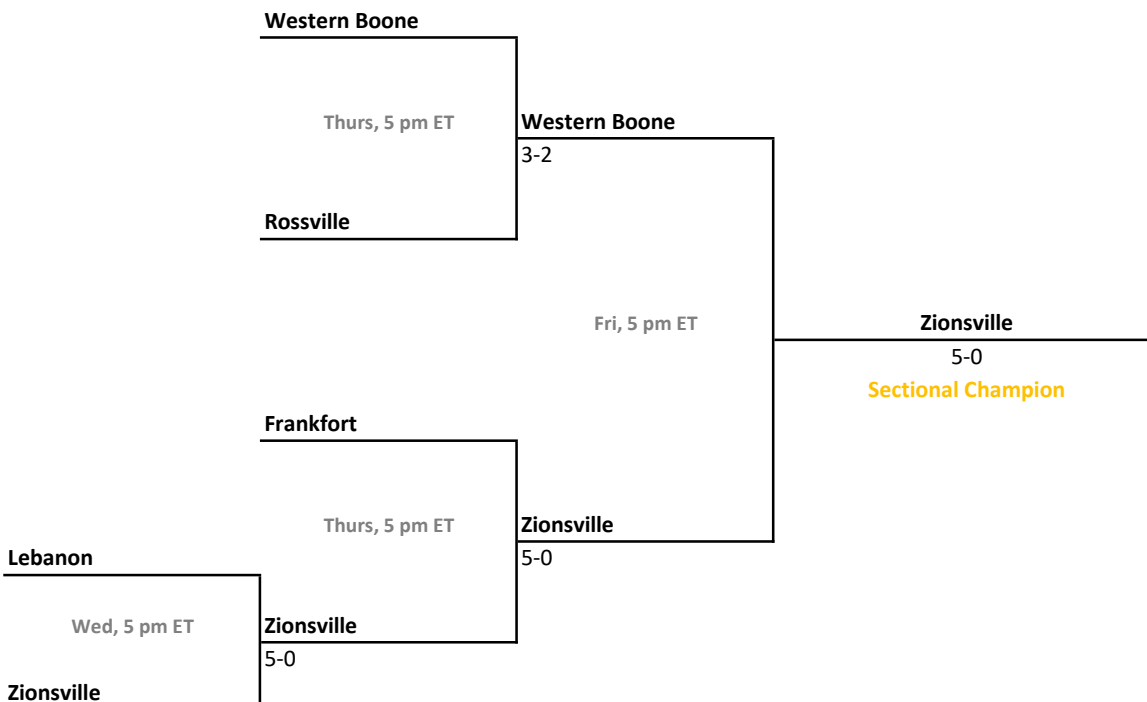 Western Boone
Thurs, 5 pm ET
Western Boone
3-2
Rossville
Fri, 5 pm ET
Zionsville
5-0
Sectional Champion
Frankfort
Thurs, 5 pm ET
Zionsville
5-0
Lebanon
Wed, 5 pm ET
Zionsville
5-0
Zionsville